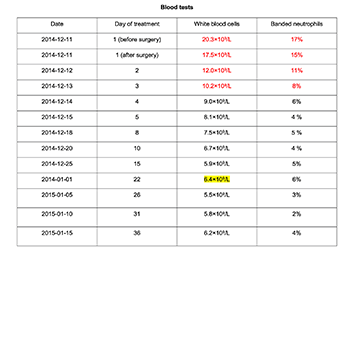 Blood tests
Date Day of treatment White blood cells Banded neutrophils
2014-12-11 1 (before surgery) 20.3×10⁹/L 17%
2014-12-11 1 (after surgery) 17.5×10⁹/L 15%
2014-12-12 2 12.0×10⁹/L 11%
2014-12-13 3 10.2×10⁹/L 8%
2014-12-14 4 9.0×10⁹/L 6%
2014-12-15 5 8.1×10⁹/L 4 %
2014-12-18 8 7.5×10⁹/L 5 %
2014-12-20 10 6.7×10⁹/L 4 %
2014-12-25 15 5.9×10⁹/L 5%
2014-01-01 22 6.4×10⁹/L 6%
2015-01-05 26 5.5×10⁹/L 3%
2015-01-10 31 5.8×10⁹/L 2%
2015-01-15 36 6.2×10⁹/L 4%